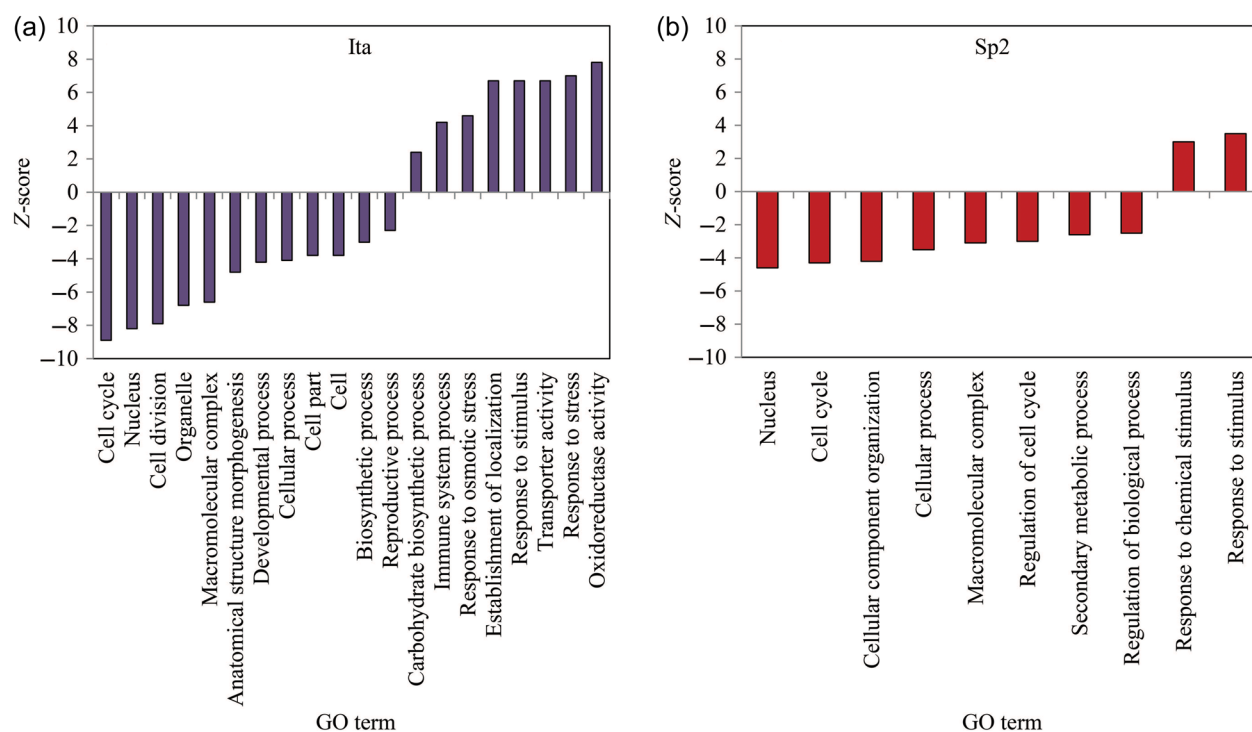 (a)
Ita
Z-score
10
8
6
4
2
0
−2
−4
−6
−8
−10
Cell cycle
Nucleus
Cell division
Organelle
Macromolecular complex
Anatomical structure morphogenesis
Developmental process
Cellular process
Cell part
Cell
Biosynthetic process
Reproductive process
Carbohydrate biosynthetic process
Immune system process
Response to osmotic stress
Establishment of localization
Response to stimulus
Transporter activity
Response to stress
Oxidoreductase activity
GO term
(b)
Sp2
Z-score
10
8
6
4
2
0
−2
−4
−6
−8
−10
Nucleus
Cell cycle
Cellular component organization
Cellular process
Macromolecular complex
Regulation of cell cycle
Secondary metabolic process
Regulation of biological process
Response to chemical stimulus
Response to stimulus
GO term